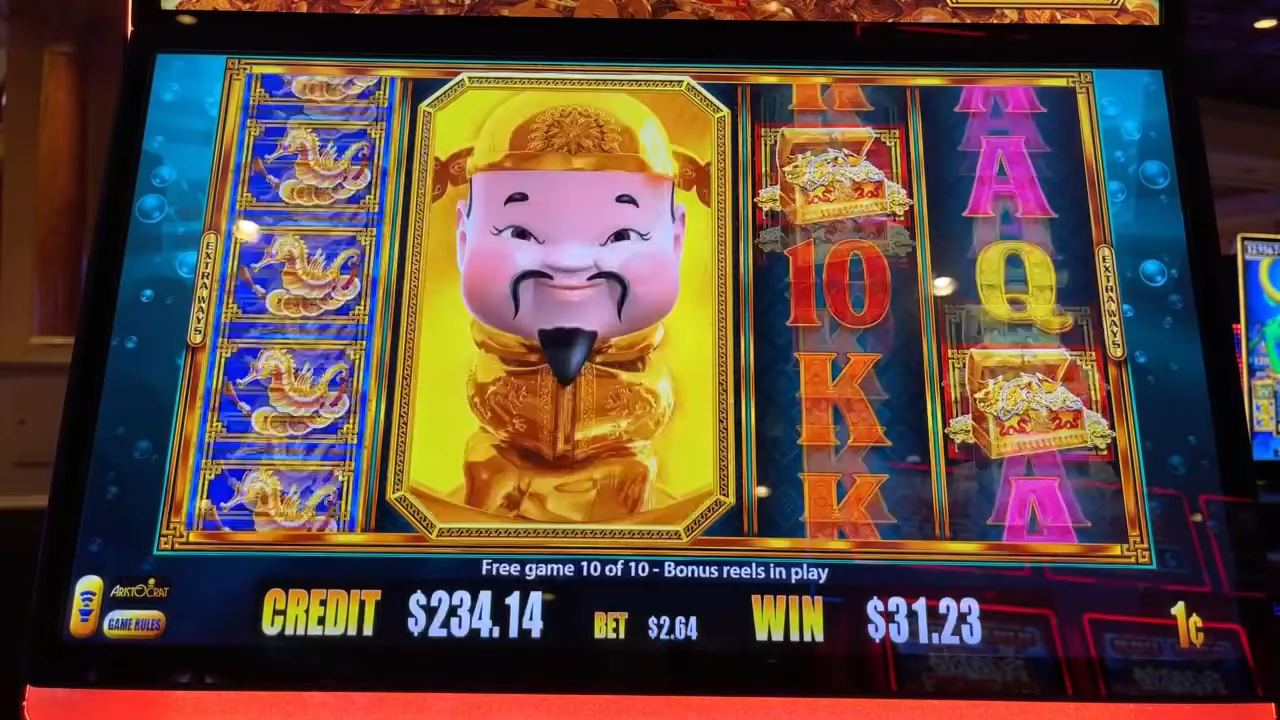 A
A
10
Q
K
K
A
EXTRA WAYS
EXTRA WAYS
Free game 10 of 10 - Bonus reels in play
ARISTOCRAT
GAME RULES
CREDIT $234.14 BET $2.64 WIN $31.23 1¢